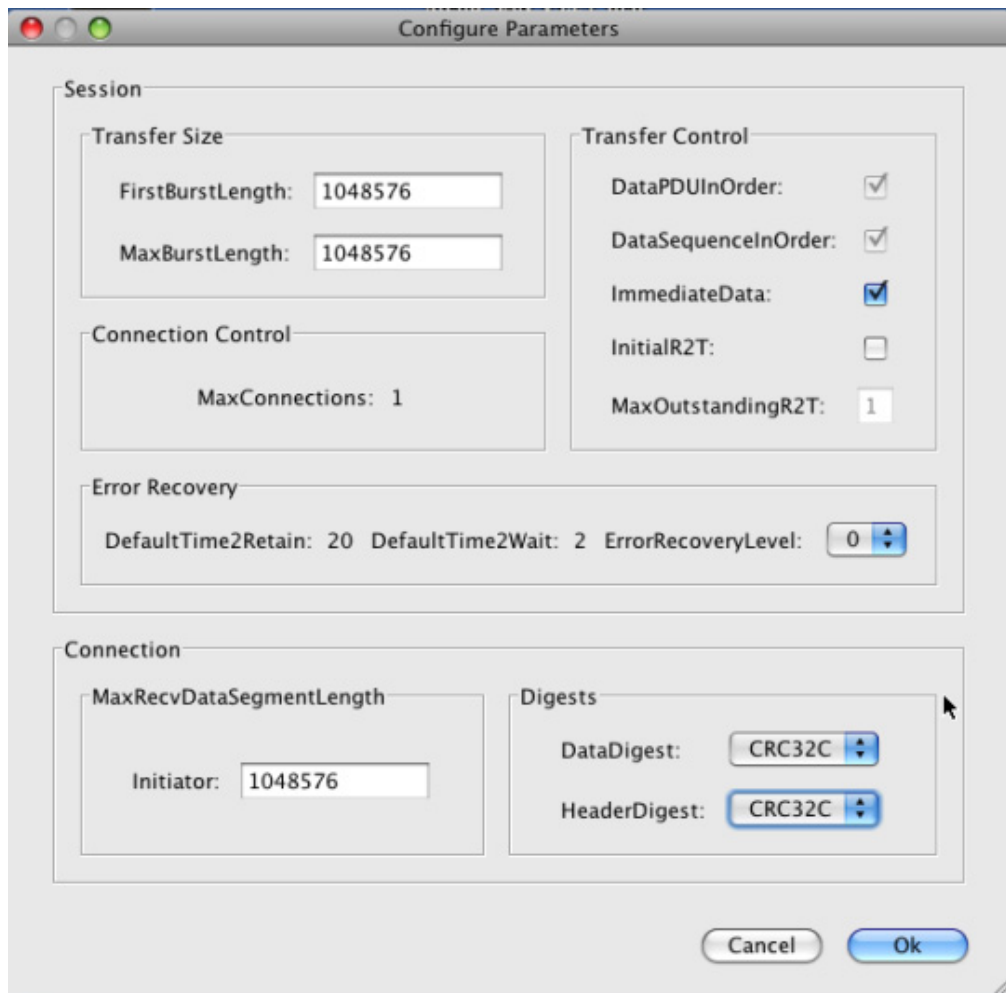 Configure Parameters
Session
Transfer Size
FirstBurstLength: 1048576
MaxBurstLength: 1048576
Connection Control
MaxConnections: 1
Transfer Control
DataPDUInOrder:
DataSequenceInOrder:
ImmediateData:
InitialR2T:
MaxOutstandingR2T: 1
Error Recovery
DefaultTime2Retain: 20 DefaultTime2Wait: 2 ErrorRecoveryLevel: 0
Connection
MaxRecvDataSegmentLength
Initiator: 1048576
Digests
DataDigest: CRC32C
HeaderDigest: CRC32C
Cancel Ok